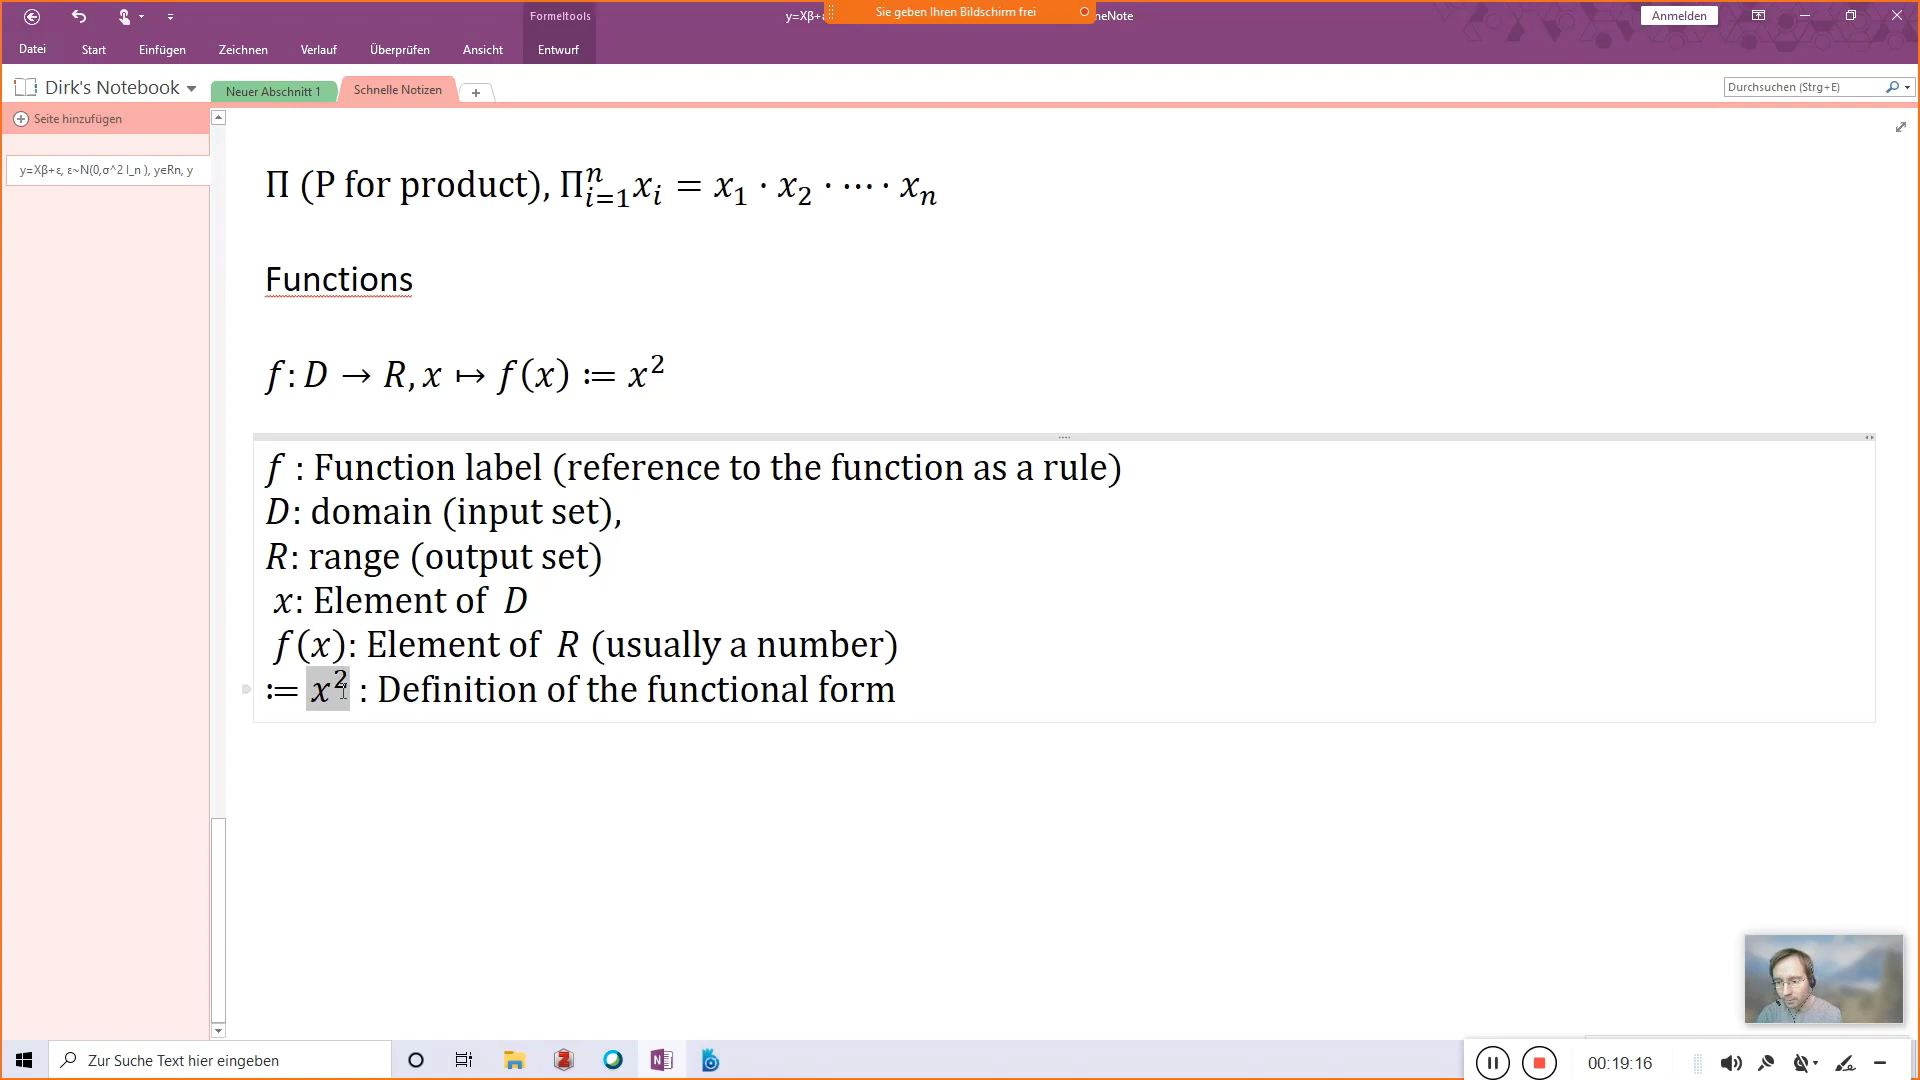 Formeltools
y=Xβ+ε
Sie geben Ihren Bildschirm frei
neNote
Anmelden
Datei Start Einfügen Zeichnen Verlauf Überprüfen Ansicht Entwurf
Dirk's Notebook
Neuer Abschnitt 1
Schnelle Notizen
Durchsuchen (Strg+E)
Seite hinzufügen
y=Xβ+ε, ε~N(0,σ^2 I_n ), y∈Rn, y
Π (P for product), Π_{i=1}^{n} x_i = x_1 · x_2 · ⋯ · x_n
Functions
f: D → R, x ↦ f(x) ≔ x²
f : Function label (reference to the function as a rule)
D: domain (input set),
R: range (output set)
x: Element of D
f(x): Element of R (usually a number)
≔ x² : Definition of the functional form
Zur Suche Text hier eingeben
00:19:16